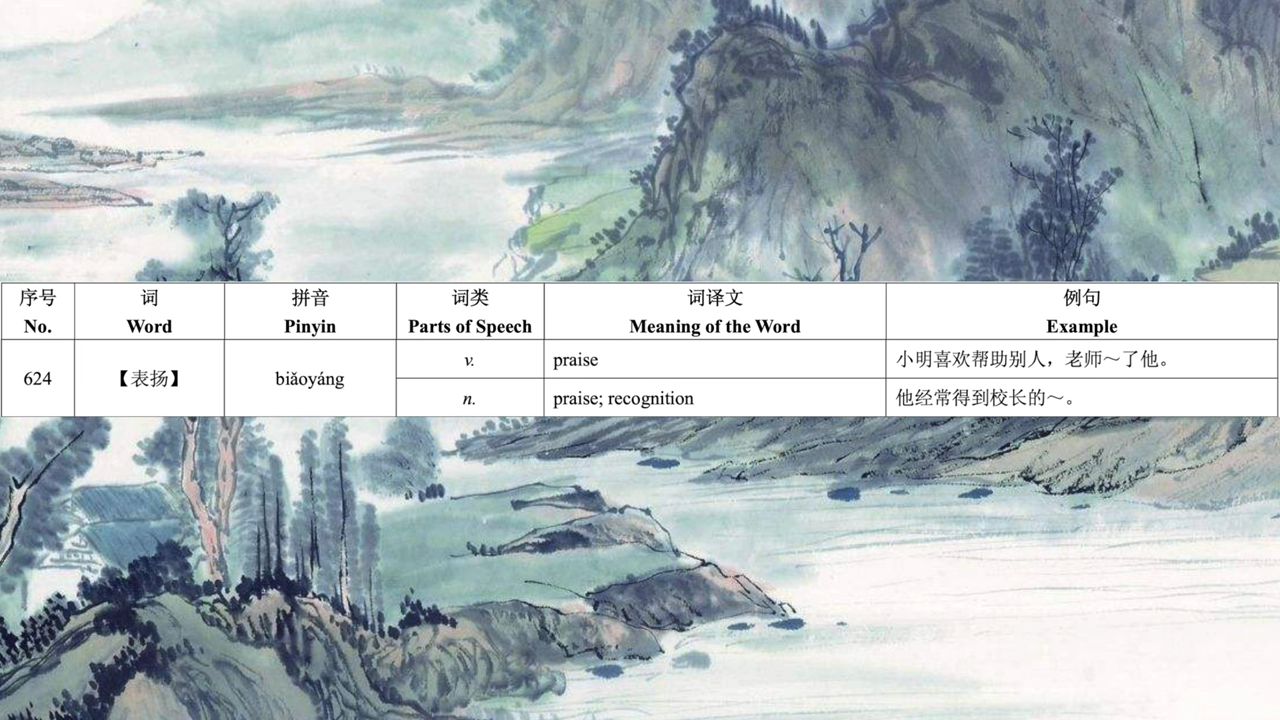 序号 词 拼音 词类 词译文 例句
No. Word Pinyin Parts of Speech Meaning of the Word Example
624 【表扬】 biǎoyáng v. praise 小明喜欢帮助别人，老师～了他。
n. praise; recognition 他经常得到校长的～。